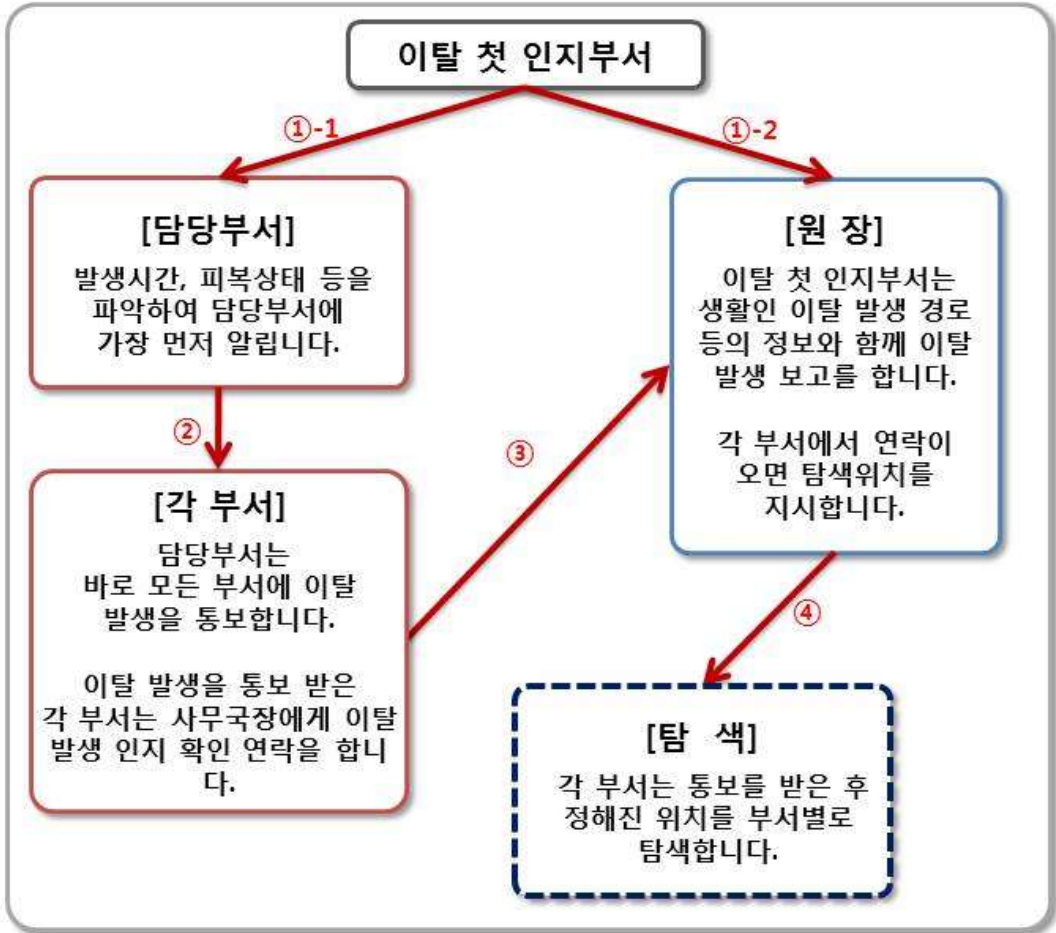 이탈 첫 인지부서
①-1
①-2
[담당부서]
발생시간, 피복상태 등을
파악하여 담당부서에
가장 먼저 알립니다.
[원 장]
이탈 첫 인지부서는
생활인 이탈 발생 경로
등의 정보와 함께 이탈
발생 보고를 합니다.
각 부서에서 연락이
오면 탐색위치를
지시합니다.
②
③
[각 부서]
담당부서는
바로 모든 부서에 이탈
발생을 통보합니다.
이탈 발생을 통보 받은
각 부서는 사무국장에게 이탈
발생 인지 확인 연락을 합니
다.
④
[탐 색]
각 부서는 통보를 받은 후
정해진 위치를 부서별로
탐색합니다.